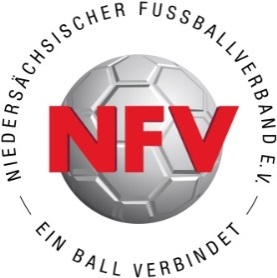 NIEDERSÄCHSISCHER FUSSBALLVERBAND E.V.
NFV
EIN BALL VERBINDET